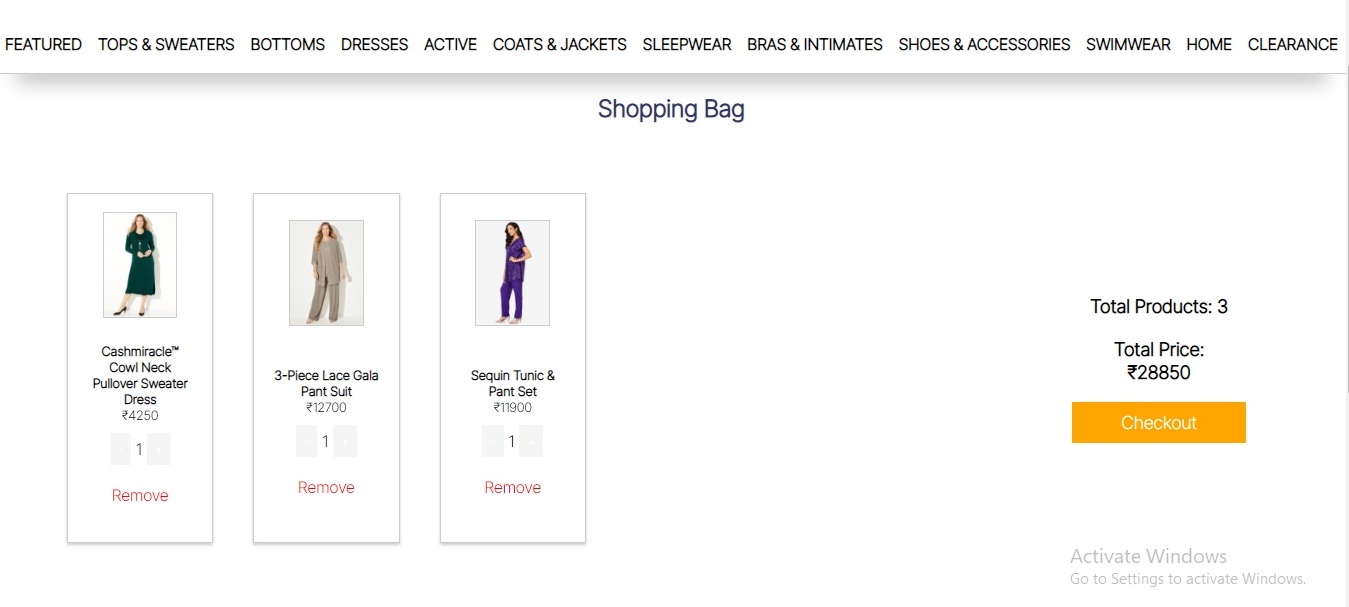 FEATURED TOPS & SWEATERS BOTTOMS DRESSES ACTIVE COATS & JACKETS SLEEPWEAR BRAS & INTIMATES SHOES & ACCESSORIES SWIMWEAR HOME CLEARANCE
Shopping Bag
Cashmiracle™
Cowl Neck
Pullover Sweater
Dress
₹4250
- 1 +
Remove
3-Piece Lace Gala
Pant Suit
₹12700
- 1 +
Remove
Sequin Tunic &
Pant Set
₹11900
- 1 +
Remove
Total Products: 3
Total Price:
₹28850
Checkout
Activate Windows
Go to Settings to activate Windows.